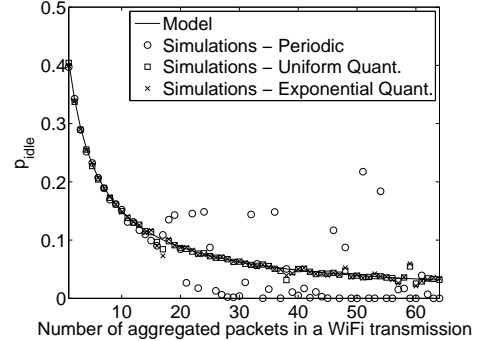 Model
Simulations − Periodic
Simulations − Uniform Quant.
Simulations − Exponential Quant.
0.5
0.4
0.3
0.2
0.1
0
p_idle
10 20 30 40 50 60
Number of aggregated packets in a WiFi transmission